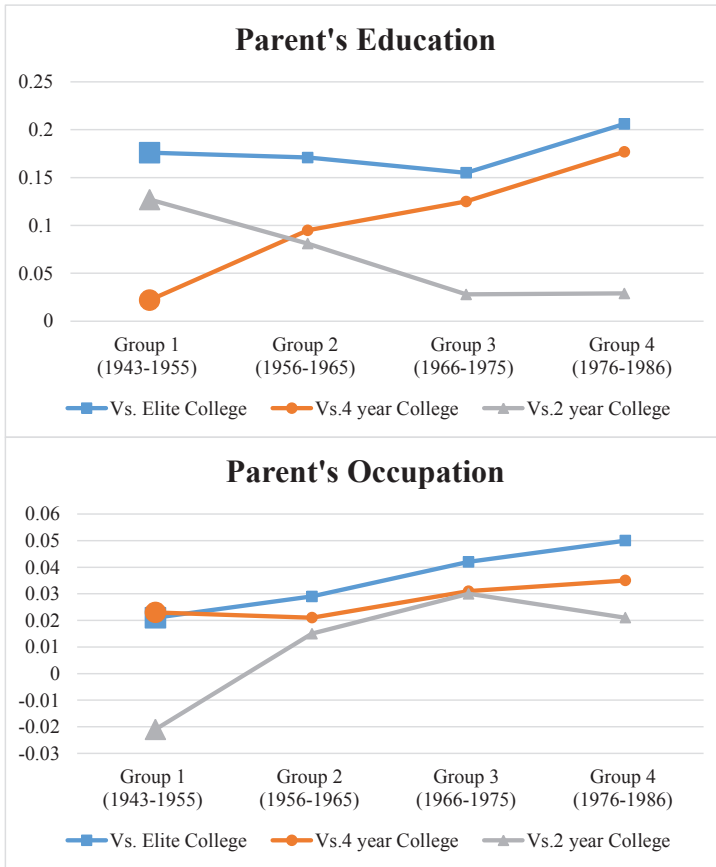 Parent's Education
0.25
0.2
0.15
0.1
0.05
0
Group 1 Group 2 Group 3 Group 4
(1943-1955) (1956-1965) (1966-1975) (1976-1986)
Vs. Elite College Vs.4 year College Vs.2 year College
Parent's Occupation
0.06
0.05
0.04
0.03
0.02
0.01
0
-0.01
-0.02
-0.03
Group 1 Group 2 Group 3 Group 4
(1943-1955) (1956-1965) (1966-1975) (1976-1986)
Vs. Elite College Vs.4 year College Vs.2 year College